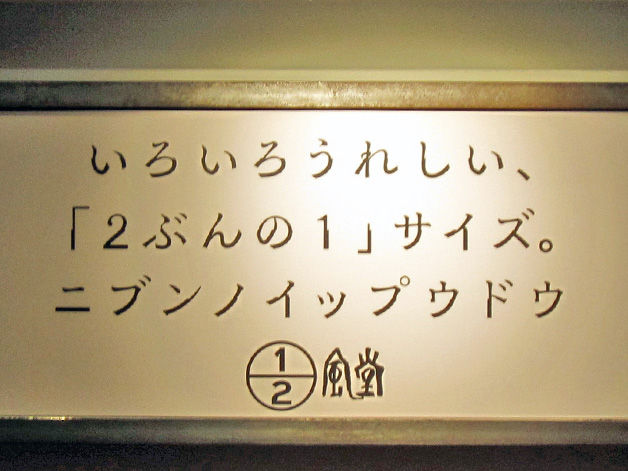 いろいろうれしい、
「2ぶんの1」サイズ。
ニブンノイップウドウ
1/2風堂